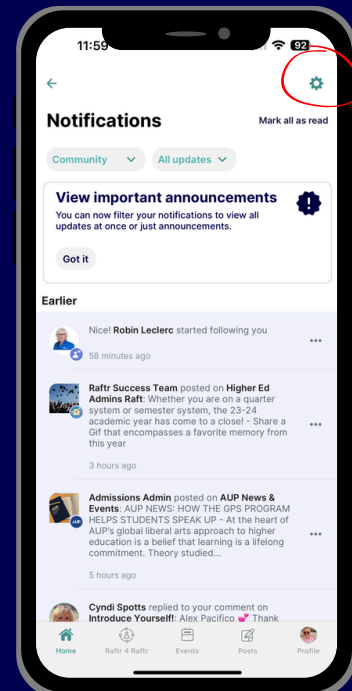 11:59
92
Notifications
Mark all as read
Community
All updates
View important announcements
You can now filter your notifications to view all
updates at once or just announcements.
Got it
Earlier
Nice! Robin Leclerc started following you
58 minutes ago
Raftr Success Team posted on Higher Ed
Admins Raft: Whether you are on a quarter
system or semester system, the 23-24
academic year has come to a close! - Share a
Gif that encompasses a favorite memory from
this year
3 hours ago
Admissions Admin posted on AUP News &
Events: AUP NEWS: HOW THE GPS PROGRAM
HELPS STUDENTS SPEAK UP - At the heart of
AUP's global liberal arts approach to higher
education is a belief that learning is a lifelong
commitment. Theory studied...
AUP
5 hours ago
Cyndi Spotts replied to your comment on
Introduce Yourself!: Alex Pacifico 💕 Thank
Home
Raftr 4 Raftr
Events
Posts
Profile